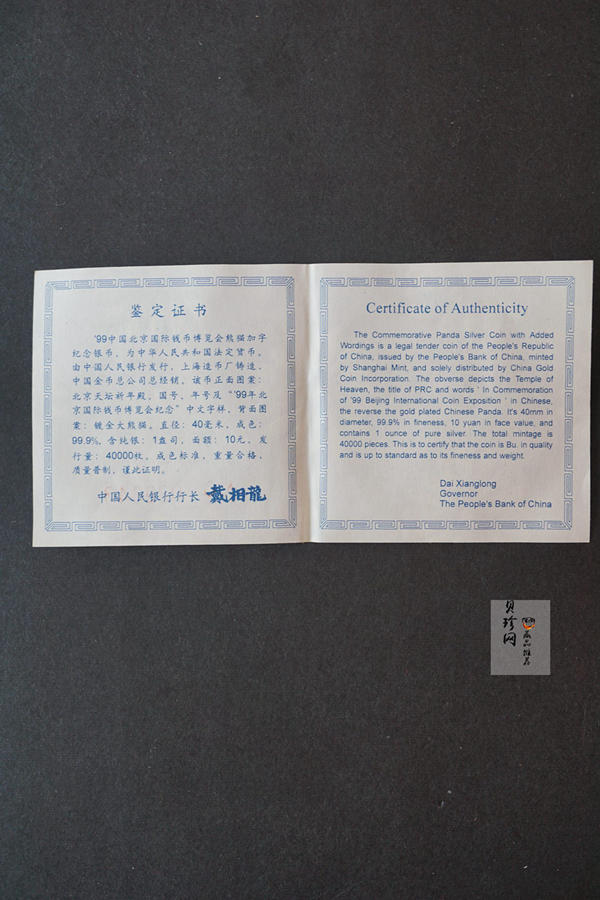 鉴定证书
'99中国北京国际钱币博览会熊猫加字
纪念银币,为中华人民共和国法定货币。
由中国人民银行发行,上海造币厂铸造,
中国金币总公司总经销。该币正面图案:
北京天坛祈年殿,国号、年号及“'99年北
京国际钱币博览会纪念”中文字样,背面图
案:镀金大熊猫。直径:40毫米,成色:
99.9%,含纯银:1盎司,面额:10元,发
行量:40000枚。成色标准,重量合格,
质量普制,谨此证明。
中国人民银行行长 戴相龍
Certificate of Authenticity
The Commemorative Panda Silver Coin with Added
Wordings is a legal tender coin of the People's Republic
of China, issued by the People's Bank of China, minted
by Shanghai Mint, and solely distributed by China Gold
Coin Incorporation. The obverse depicts the Temple of
Heaven, the title of PRC and words ' In Commemoration
of '99 Beijing International Coin Exposition ' in Chinese,
the reverse the gold plated Chinese Panda. It's 40mm in
diameter, 99.9% in fineness, 10 yuan in face value, and
contains 1 ounce of pure silver. The total mintage is
40000 pieces. This is to certify that the coin is Bu. in quality
and is up to standard as to its fineness and weight.
Dai Xianglong
Governor
The People's Bank of China
贝珍网
藏品推荐